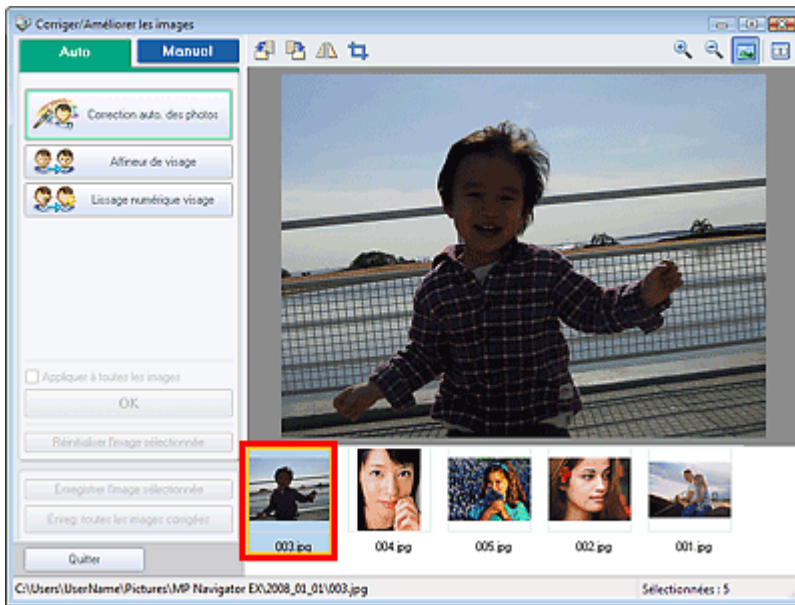 Corriger/Améliorer les images
Auto
Manuel
Correction auto. des photos
Affineur de visage
Lissage numérique visage
Appliquer à toutes les images
OK
Réinitialiser l'image sélectionnée
Enregistrer l'image sélectionnée
Enreg. toutes les images corrigées
Quitter
003.jpg
004.jpg
005.jpg
002.jpg
001.jpg
C:\Users\UserName\Pictures\MP Navigator EX\2008_01_01\003.jpg
Sélectionnées : 5